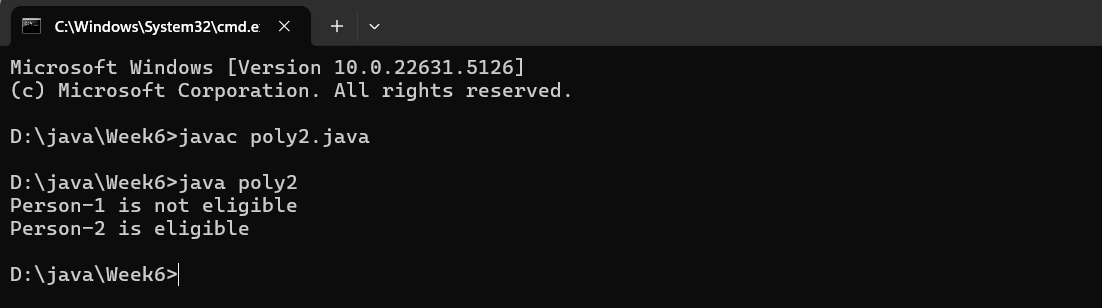 C:\Windows\System32\cmd.e
Microsoft Windows [Version 10.0.22631.5126]
(c) Microsoft Corporation. All rights reserved.
D:\java\Week6>javac poly2.java
D:\java\Week6>java poly2
Person-1 is not eligible
Person-2 is eligible
D:\java\Week6>